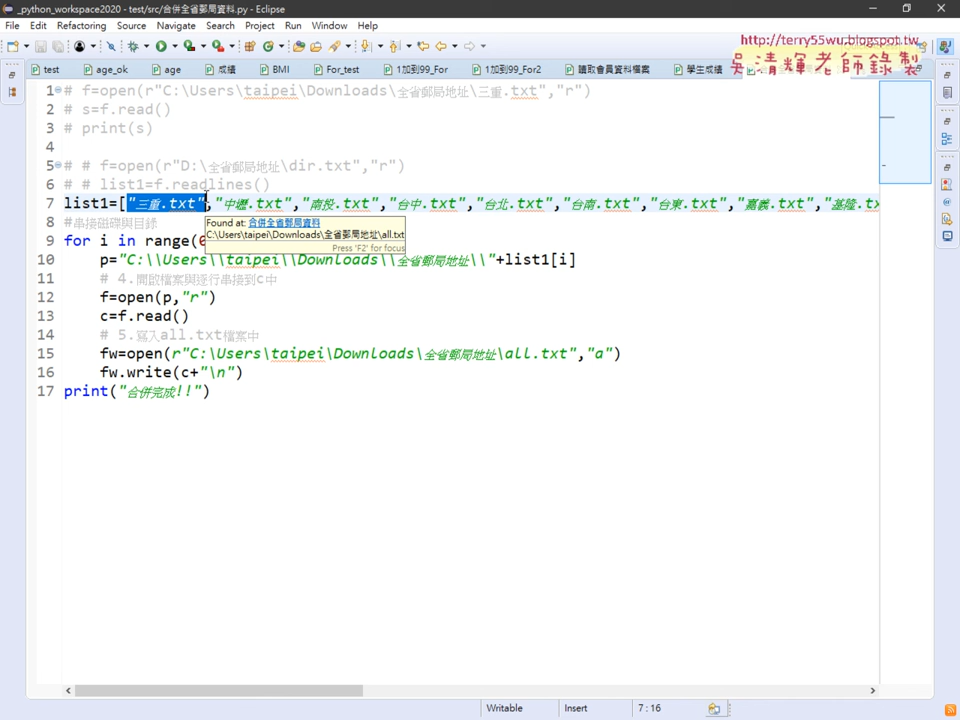 _python_workspace2020 - test/src/合併全省郵局資料.py - Eclipse
File Edit Refactoring Source Navigate Search Project Run Window Help
http://terry55wu.blogspot.tw
吳清輝老師錄製
test age_ok age 成績 BMI For_test 1加到99_For 1加到99_For2 讀取會員資料檔案 學生成績
1 # f=open(r"C:\Users\taipei\Downloads\全省郵局地址\三重.txt","r")
2 # s=f.read()
3 # print(s)
4
5 # # f=open(r"D:\全省郵局地址\dir.txt","r")
6 # # list1=f.readlines()
7 list1=["三重.txt","中壢.txt","南投.txt","台中.txt","台北.txt","台南.txt","台東.txt","嘉義.txt","基隆.tx
8 #串接磁碟與目錄
Found at: 合併全省郵局資料
C:\Users\taipei\Downloads\全省郵局地址\all.txt
Press 'F2' for focus
9 for i in range(
10 p="C:\\Users\\taipei\\Downloads\\全省郵局地址\\"+list1[i]
11 # 4.開啟檔案與逐行串接到c中
12 f=open(p,"r")
13 c=f.read()
14 # 5.寫入all.txt檔案中
15 fw=open(r"C:\Users\taipei\Downloads\全省郵局地址\all.txt","a")
16 fw.write(c+"\n")
17 print("合併完成!!")
Writable Insert 7 : 16